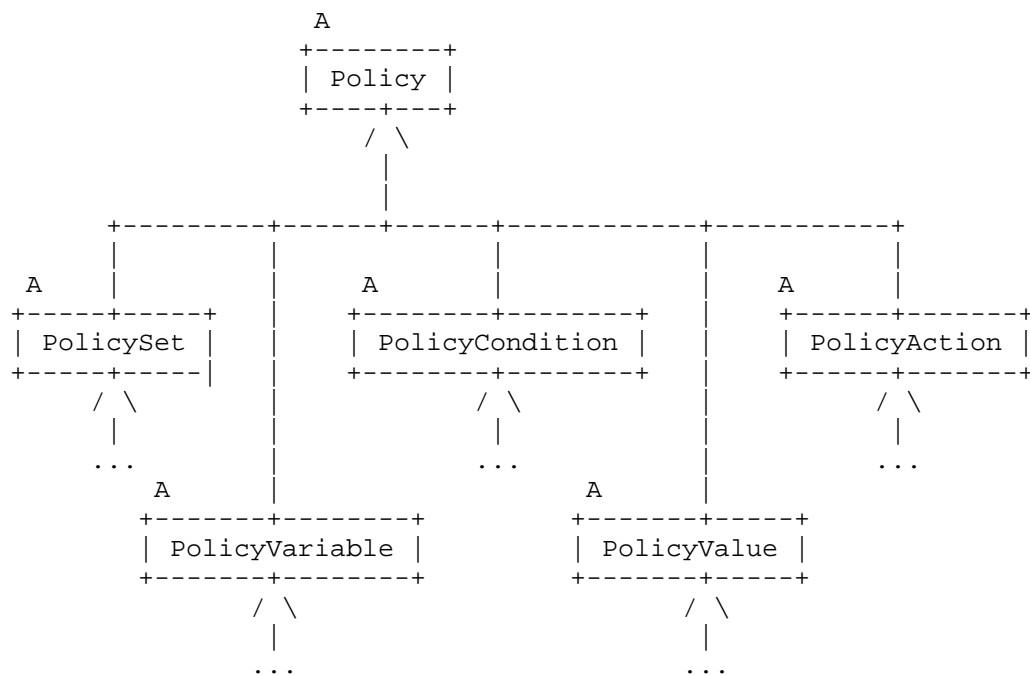 A
Policy
A A A
PolicySet PolicyCondition PolicyAction
... ... ...
A A
PolicyVariable PolicyValue
... ...